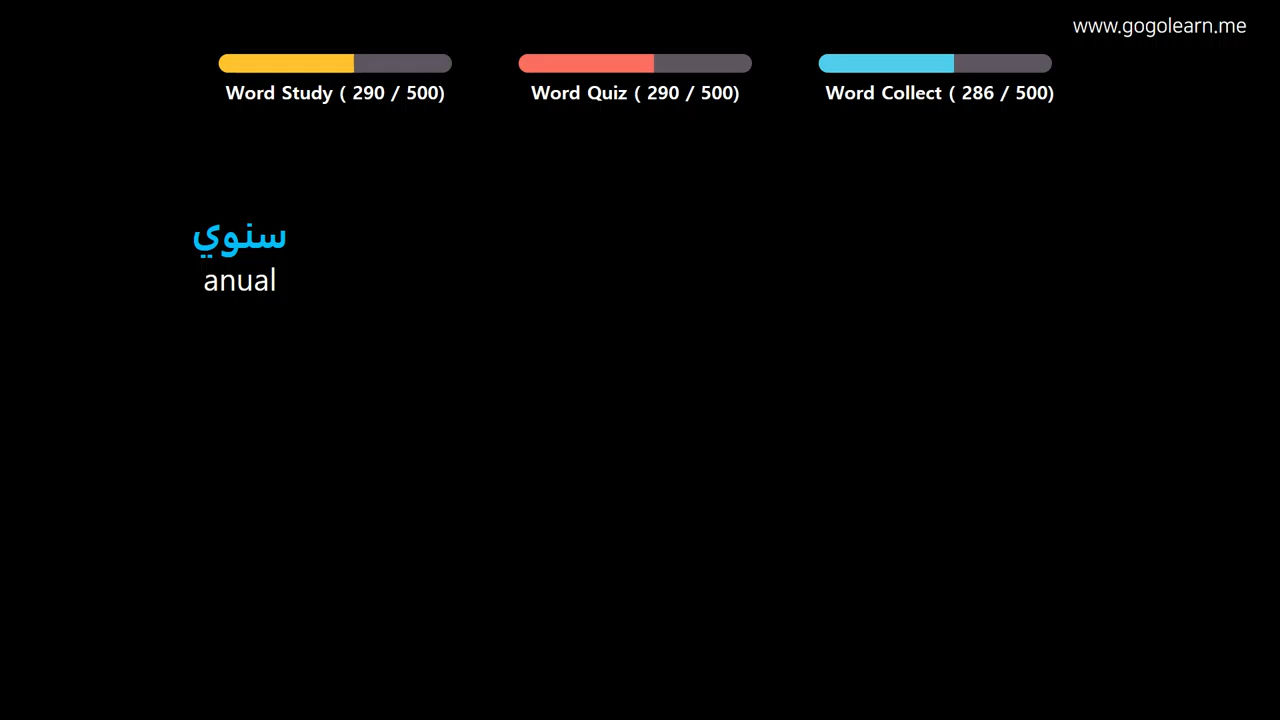 www.gogolearn.me
Word Study ( 290 / 500)
Word Quiz ( 290 / 500)
Word Collect ( 286 / 500)
سنوي
anual